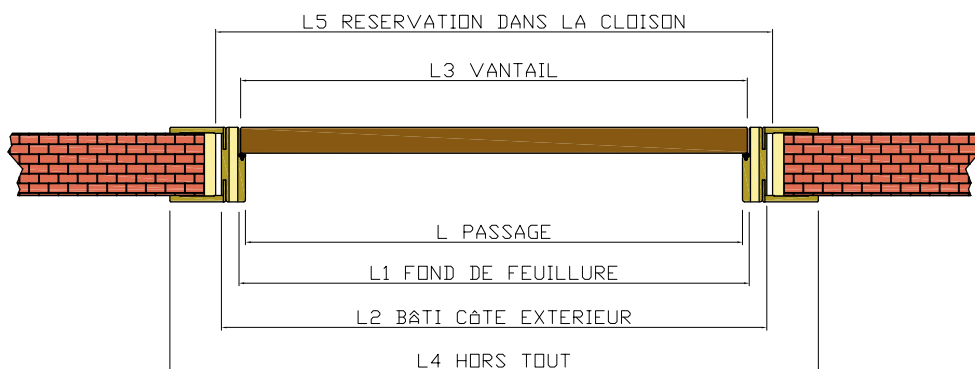 L5 RESERVATION DANS LA CLOISON
L3 VANTAIL
L PASSAGE
L1 FOND DE FEUILLURE
L2 BâTI CôTE EXTERIEUR
L4 HORS TOUT